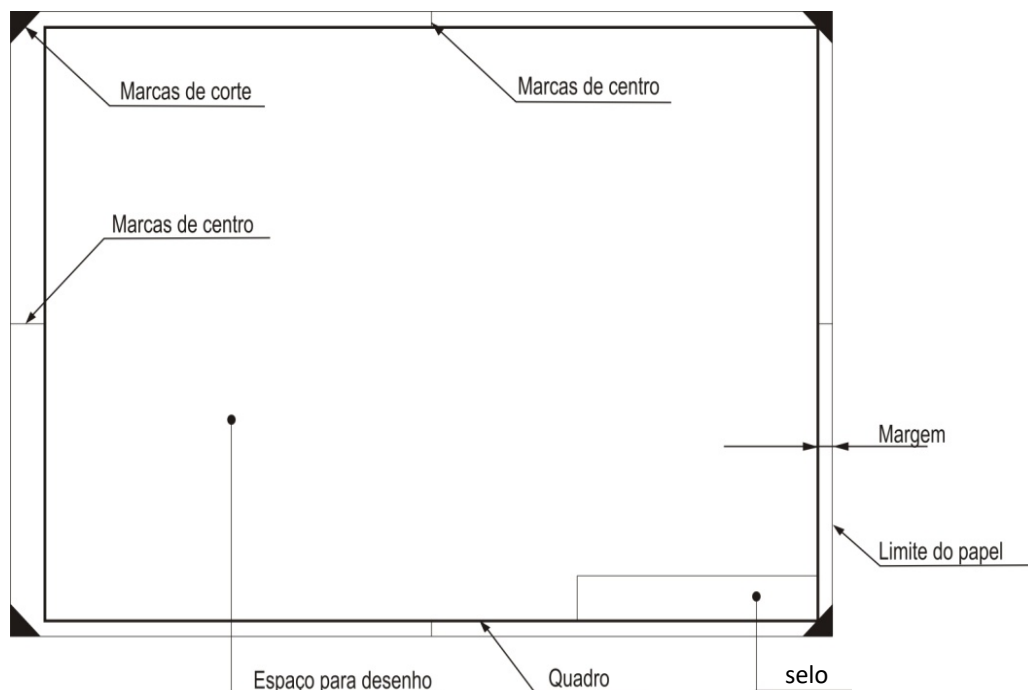 Marcas de corte
Marcas de centro
Marcas de centro
Margem
Limite do papel
Espaço para desenho
Quadro
selo